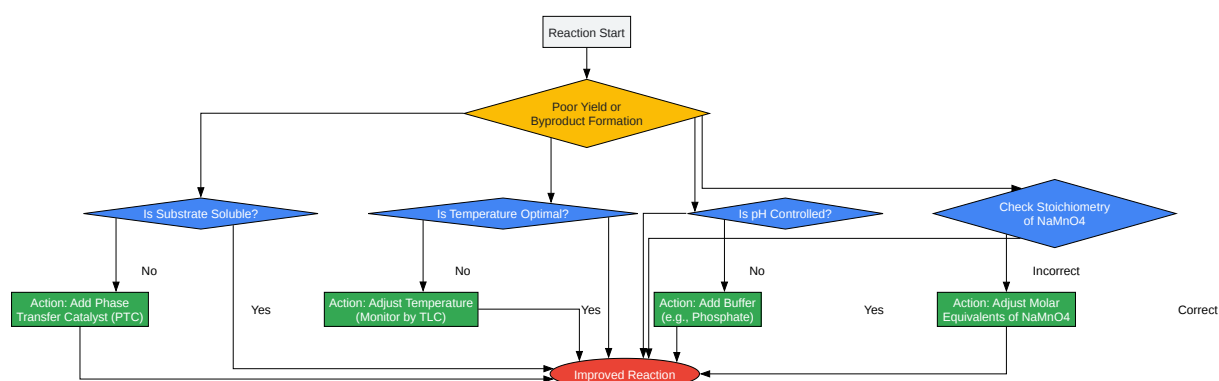 Reaction Start
Poor Yield or
Byproduct Formation
Is Substrate Soluble?
Is Temperature Optimal?
Is pH Controlled?
Check Stoichiometry
of NaMnO4
No
No
No
Incorrect
Action: Add Phase
Transfer Catalyst (PTC)
Yes
Action: Adjust Temperature
(Monitor by TLC)
Yes
Action: Add Buffer
(e.g., Phosphate)
Yes
Action: Adjust Molar
Equivalents of NaMnO4
Correct
Improved Reaction